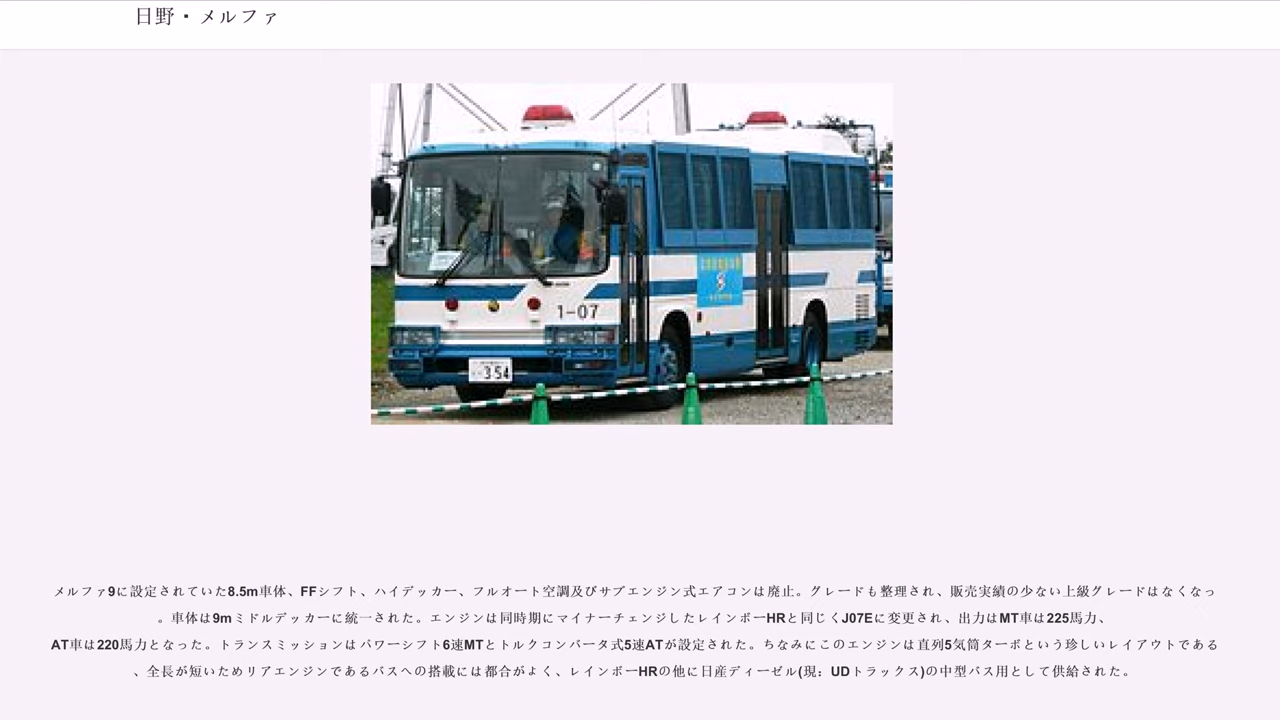 日野・メルファ
1-07
354
メルファ9に設定されていた8.5m車体、FFシフト、ハイデッカー、フルオート空調及びサブエンジン式エアコンは廃止。グレードも整理され、販売実績の少ない上級グレードはなくなっ
。車体は9mミドルデッカーに統一された。エンジンは同時期にマイナーチェンジしたレインボーHRと同じくJ07Eに変更され、出力はMT車は225馬力、
AT車は220馬力となった。トランスミッションはパワーシフト6速MTとトルクコンバータ式5速ATが設定された。ちなみにこのエンジンは直列5気筒ターボという珍しいレイアウトである
、全長が短いためリアエンジンであるバスへの搭載には都合がよく、レインボーHRの他に日産ディーゼル(現：UDトラックス)の中型バス用として供給された。